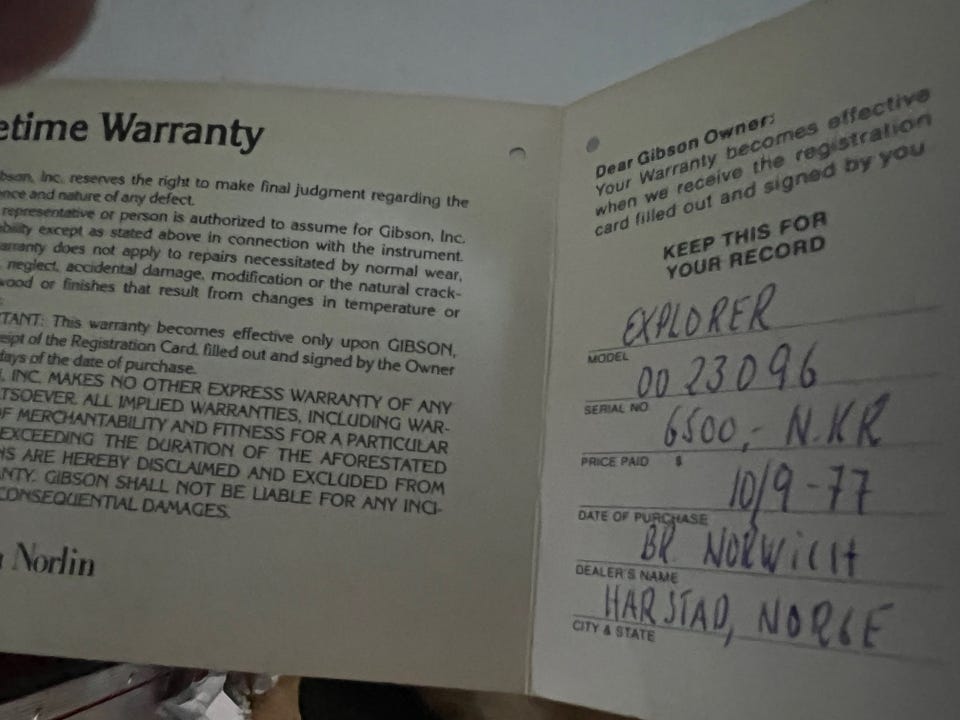 etime Warranty
bson, Inc. reserves the right to make final judgment regarding the
ence and nature of any defect.
representative or person is authorized to assume for Gibson, Inc.
ability except as stated above in connection with the instrument.
arranty does not apply to repairs necessitated by normal wear,
neglect, accidental damage, modification or the natural crack-
wood or finishes that result from changes in temperature or
TANT: This warranty becomes effective only upon GIBSON,
eipt of the Registration Card, filled out and signed by the Owner
days of the date of purchase.
, INC. MAKES NO OTHER EXPRESS WARRANTY OF ANY
ATSOEVER. ALL IMPLIED WARRANTIES, INCLUDING WAR-
OF MERCHANTABILITY AND FITNESS FOR A PARTICULAR
EXCEEDING THE DURATION OF THE AFORESTATED
NS ARE HEREBY DISCLAIMED AND EXCLUDED FROM
ANTY. GIBSON SHALL NOT BE LIABLE FOR ANY INCI-
CONSEQUENTIAL DAMAGES.
Norlin
Dear Gibson Owner:
Your Warranty becomes effective
when we receive the registration
card filled out and signed by you
KEEP THIS FOR
YOUR RECORD
EXPLORER
MODEL
00 23096
SERIAL NO.
6500,- N.KR
PRICE PAID $
10/9-77
DATE OF PURCHASE
BR. NORWICH
DEALER'S NAME
HARSTAD, NORGE
CITY & STATE